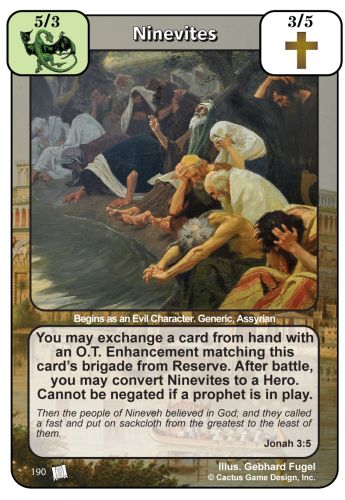 5/3
Ninevites
3/5
Begins as an Evil Character. Generic, Assyrian
You may exchange a card from hand with
an O.T. Enhancement matching this
card's brigade from Reserve. After battle,
you may convert Ninevites to a Hero.
Cannot be negated if a prophet is in play.
Then the people of Nineveh believed in God; and they called
a fast and put on sackcloth from the greatest to the least of
them.
Jonah 3:5
190
Illus. Gebhard Fugel
© Cactus Game Design, Inc.